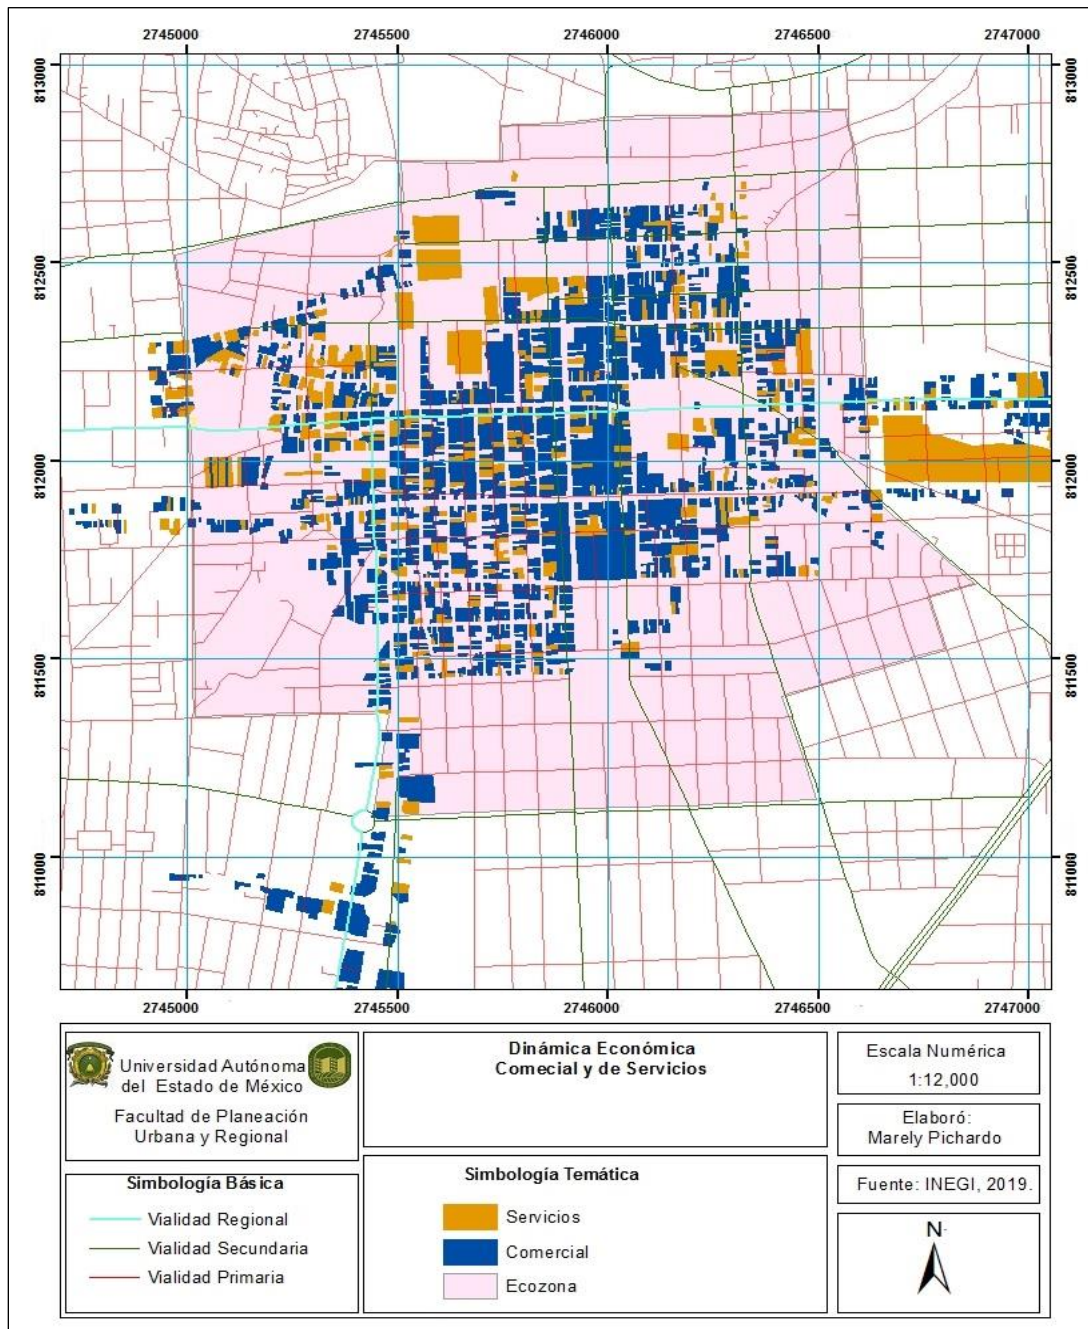 2745000 2745500 2746000 2746500 2747000
813000 813000
812500 812500
812000 812000
811500 811500
811000 811000
2745000 2745500 2746000 2746500 2747000
Universidad Autónoma
del Estado de México
Facultad de Planeación
Urbana y Regional
Simbología Básica
Vialidad Regional
Vialidad Secundaria
Vialidad Primaria
Dinámica Económica
Comecial y de Servicios
Simbología Temática
Servicios
Comercial
Ecozona
Escala Numérica
1:12,000
Elaboró:
Marely Pichardo
Fuente: INEGI, 2019.
N